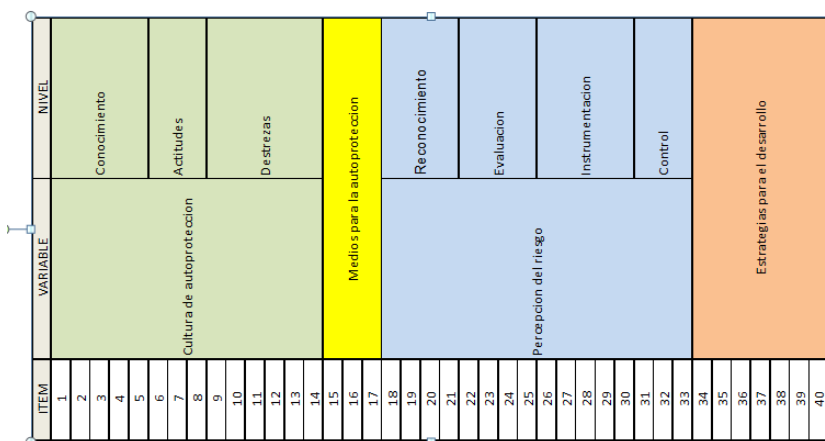 ITEM VARIABLE NIVEL
1
2
3 Conocimiento
4
5
6
7 Actitudes
Cultura de autoproteccion
8
9
10
11
12 Destrezas
13
14
15
16 Medios para la autoproteccion
17
18
19
20 Reconocimiento
21
22
23
Evaluacion
24
25
Percepcion del riesgo
26
27
28 Instrumentacion
29
30
31
32 Control
33
34
35
36
37 Estrategias para el desarrollo
38
39
40